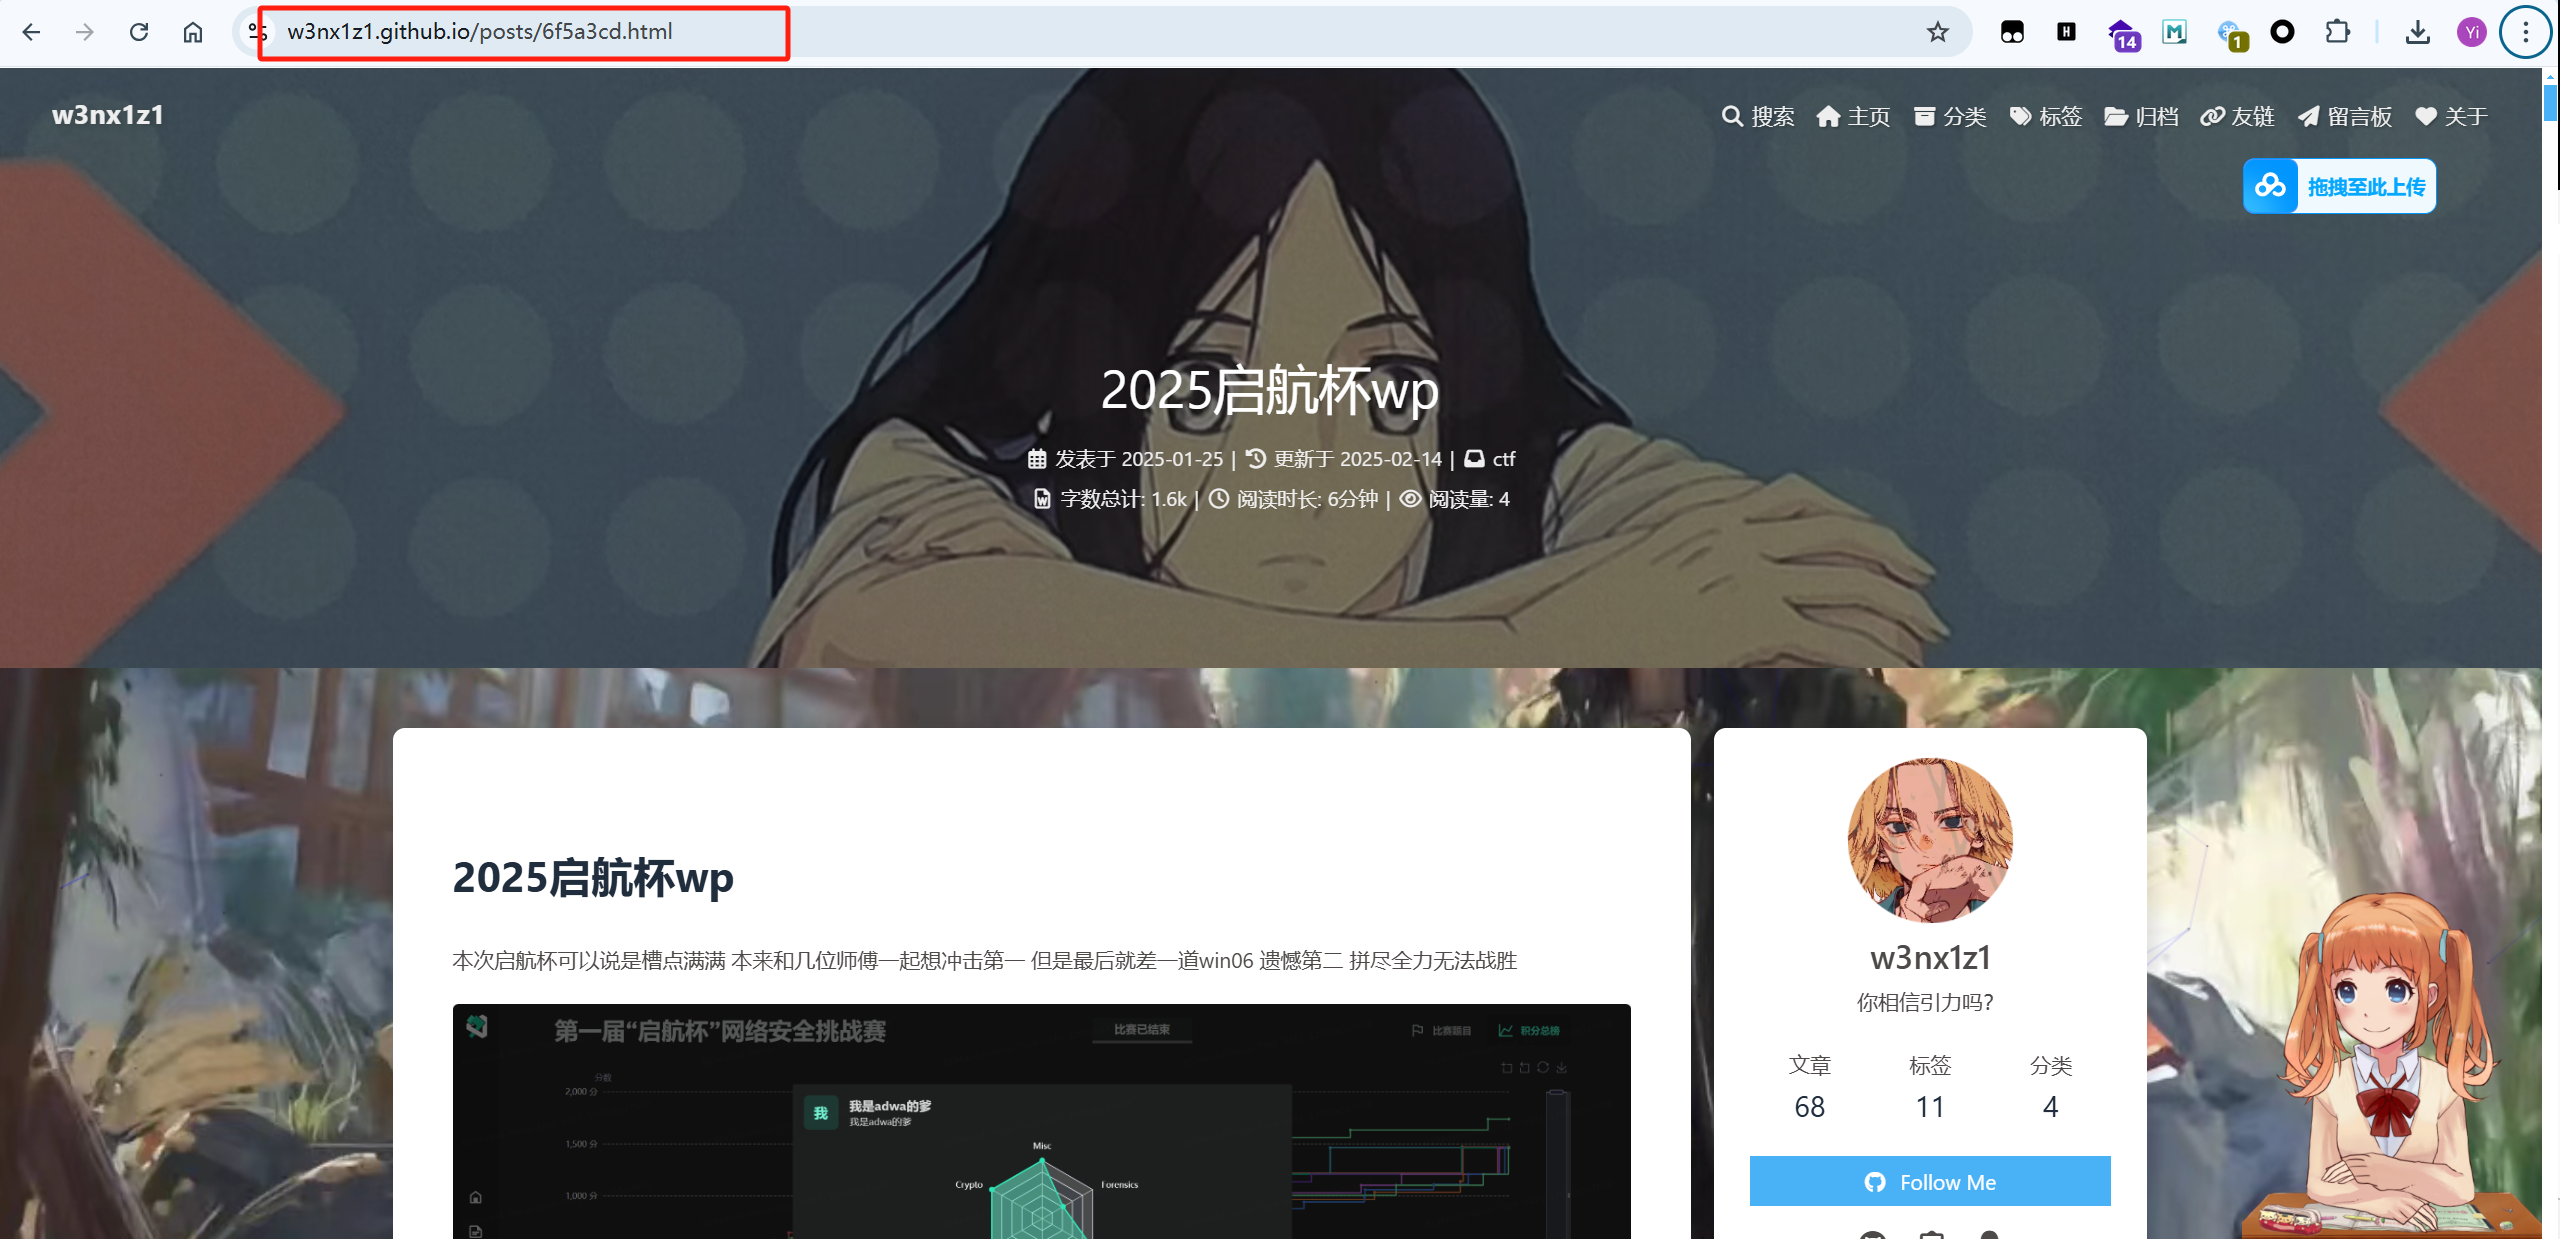 w3nx1z1.github.io/posts/6f5a3cd.html
14
1
Yi
w3nx1z1
搜索 主页 分类 标签 归档 友链 留言板 关于
拖拽至此上传
2025启航杯wp
发表于 2025-01-25 | 更新于 2025-02-14 | ctf
字数总计: 1.6k | 阅读时长: 6分钟 | 阅读量: 4
2025启航杯wp
本次启航杯可以说是槽点满满 本来和几位师傅一起想冲击第一 但是最后就差一道win06 遗憾第二 拼尽全力无法战胜
第一届“启航杯”网络安全挑战赛
比赛已结束
比赛题目
积分总榜
分数
2,000 分
1,500 分
1,000 分
我
我是adwa的爹
我是adwa的爹
Misc
Crypto
Forensics
w3nx1z1
你相信引力吗?
文章 标签 分类
68 11 4
Follow Me